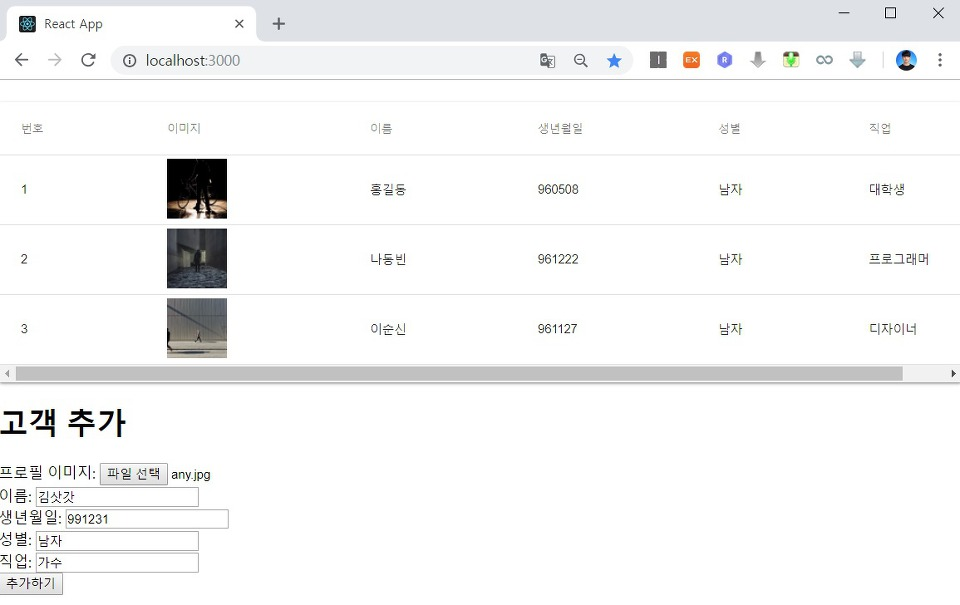 React App
localhost:3000
번호 이미지 이름 생년월일 성별 직업
1 홍길동 960508 남자 대학생
2 나동빈 961222 남자 프로그래머
3 이순신 961127 남자 디자이너
고객 추가
프로필 이미지: 파일 선택 any.jpg
이름: 김삿갓
생년월일: 991231
성별: 남자
직업: 가수
추가하기